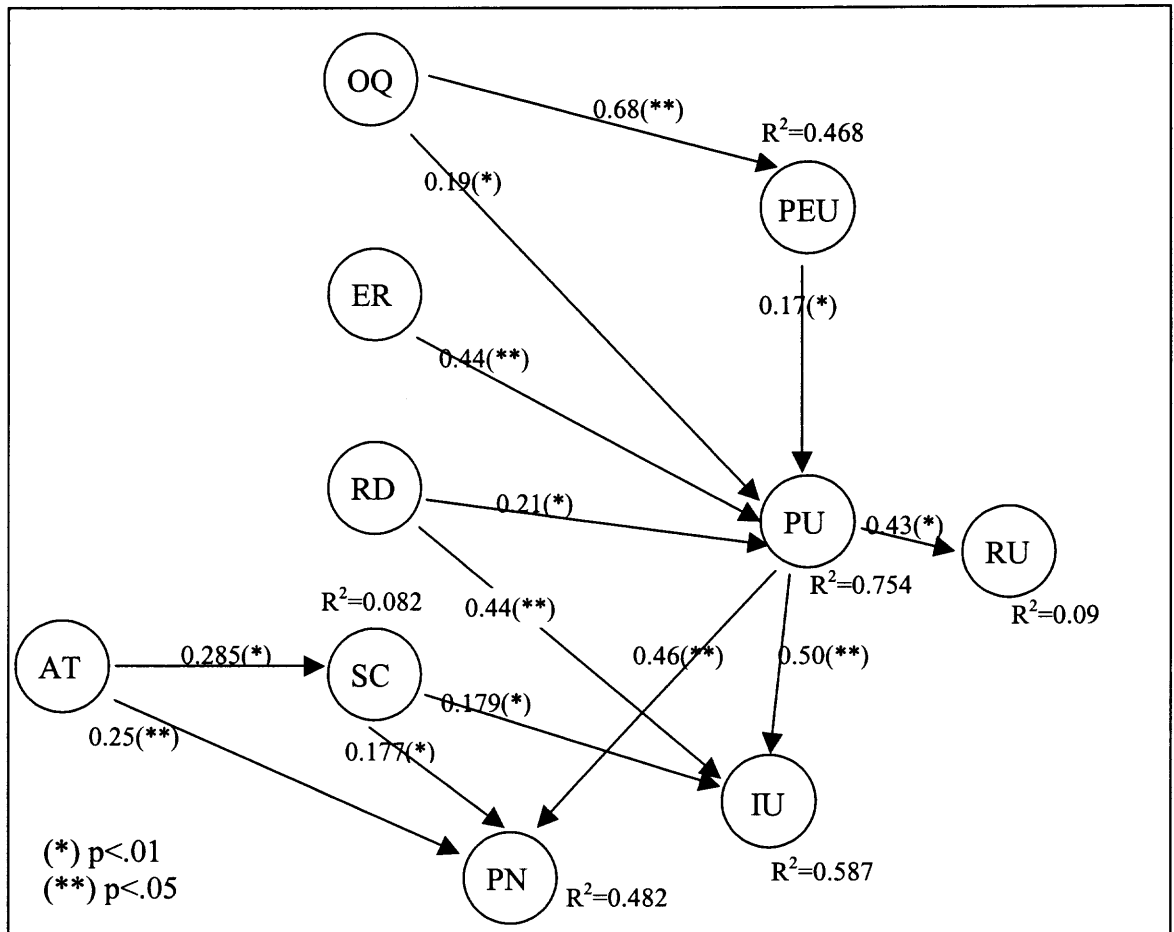 OQ
0.68(**)
R²=0.468
0.19(*)
PEU
ER
0.17(*)
0.44(**)
RD
0.21(*)
PU
0.43(*)
RU
R²=0.754
R²=0.082
0.44(**)
R²=0.09
AT
0.285(*)
SC
0.46(**)
0.50(**)
0.179(*)
0.25(**)
0.177(*)
IU
(*) p<.01
(**) p<.05
PN
R²=0.482
R²=0.587